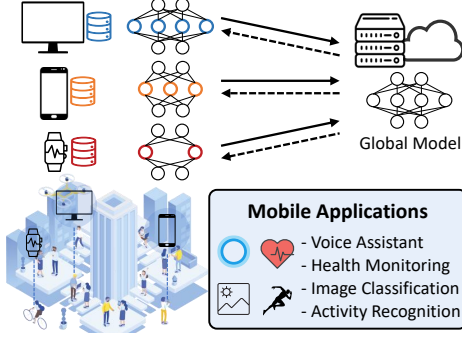 Global Model
Mobile Applications
- Voice Assistant
- Health Monitoring
- Image Classification
- Activity Recognition